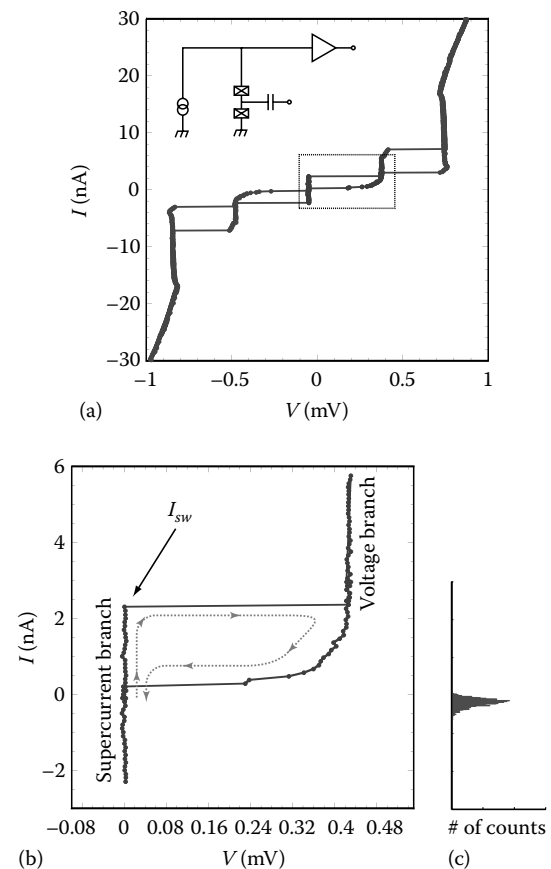 30
20
10
0
−10
−20
−30
I (nA)
−1
−0.5
0
0.5
1
(a)
V (mV)
6
4
2
0
−2
I (nA)
I_sw
Supercurrent branch
Voltage branch
−0.08
0
0.08
0.16
0.24
0.32
0.4
0.48
# of counts
(b)
V (mV)
(c)